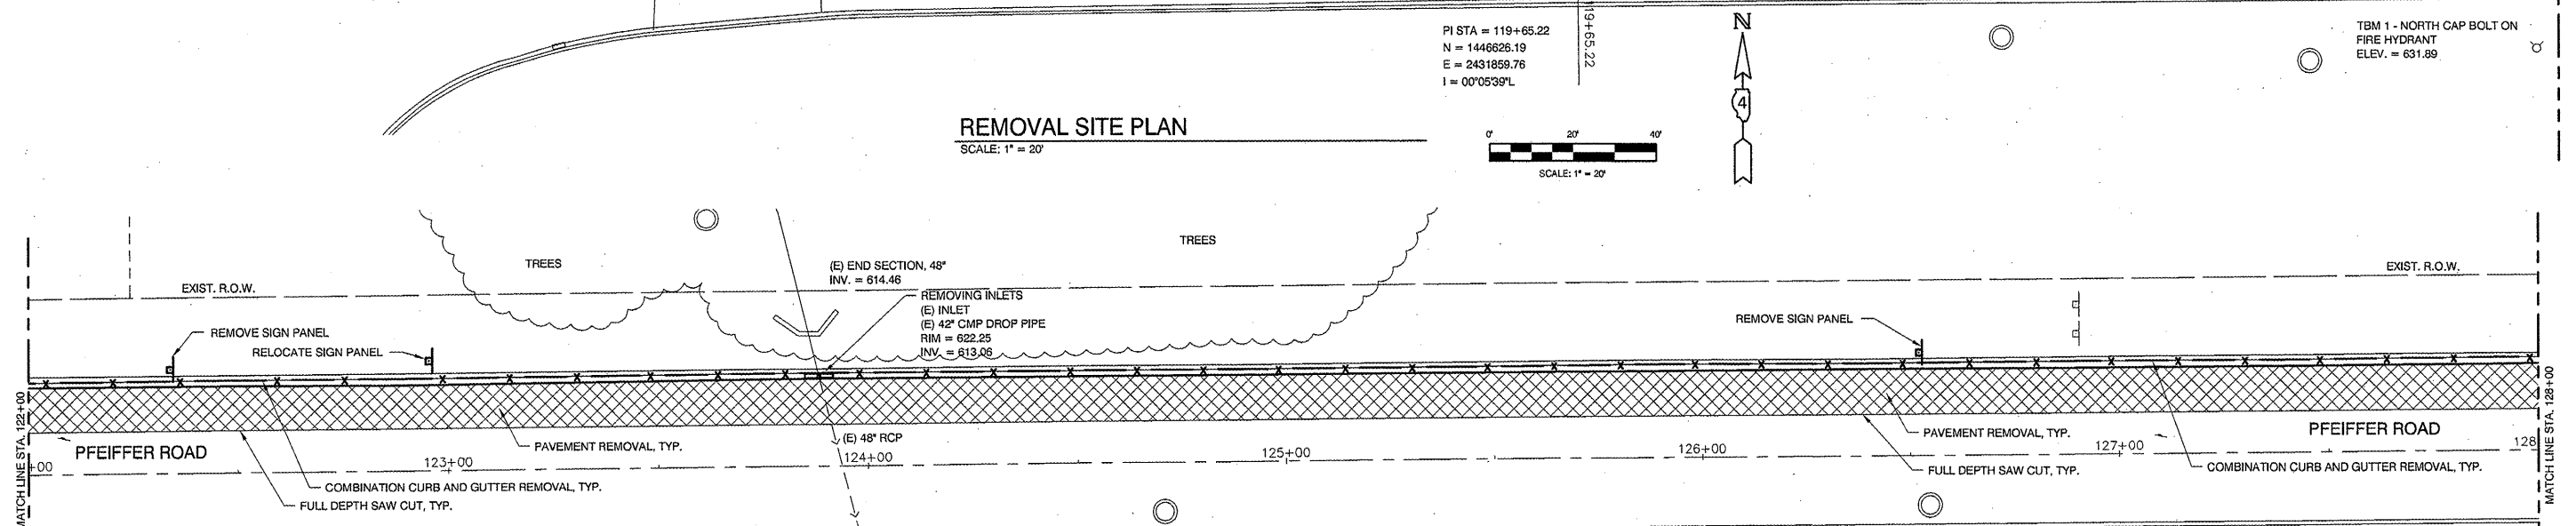 PI STA = 119+65.22
N = 1446626.19
E = 2431859.76
I = 00°05'39"L
119+65.22
N
4
TBM 1 - NORTH CAP BOLT ON
FIRE HYDRANT
ELEV. = 631.89
REMOVAL SITE PLAN
SCALE: 1" = 20'
0' 20' 40'
SCALE: 1" = 20'
TREES
TREES
(E) END SECTION, 48"
INV. = 614.46
EXIST. R.O.W.
EXIST. R.O.W.
REMOVING INLETS
(E) INLET
(E) 42" CMP DROP PIPE
RIM = 622.25
INV. = 613.06
REMOVE SIGN PANEL
RELOCATE SIGN PANEL
REMOVE SIGN PANEL
MATCH LINE STA. 122+00
MATCH LINE STA. 128+00
PFEIFFER ROAD
PFEIFFER ROAD
(E) 48" RCP
PAVEMENT REMOVAL, TYP.
PAVEMENT REMOVAL, TYP.
+00
123+00
124+00
125+00
126+00
127+00
128
COMBINATION CURB AND GUTTER REMOVAL, TYP.
FULL DEPTH SAW CUT, TYP.
FULL DEPTH SAW CUT, TYP.
COMBINATION CURB AND GUTTER REMOVAL, TYP.